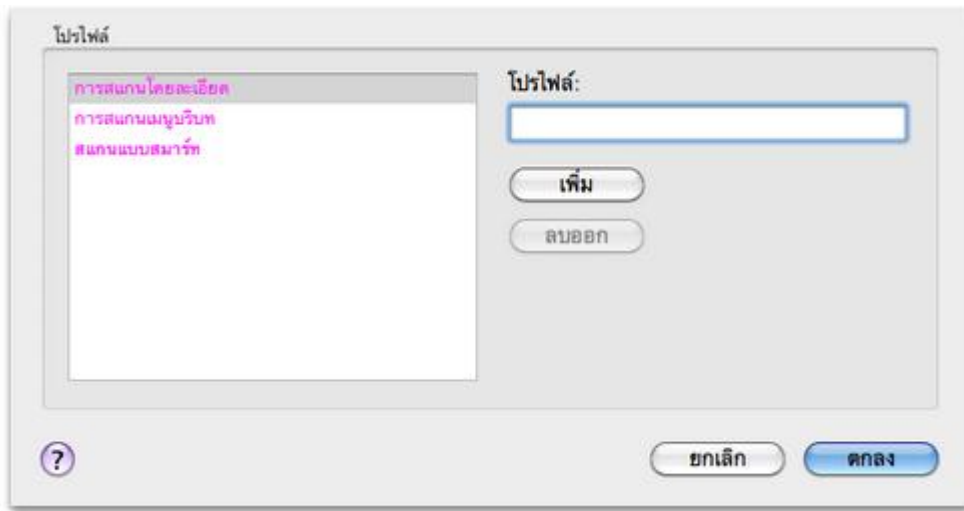 โปรไฟล์
การสแกนโดยละเอียด
การสแกนเมนูบริบท
สแกนแบบสมาร์ท
โปรไฟล์:
เพิ่ม
ลบออก
?
ยกเลิก
ตกลง